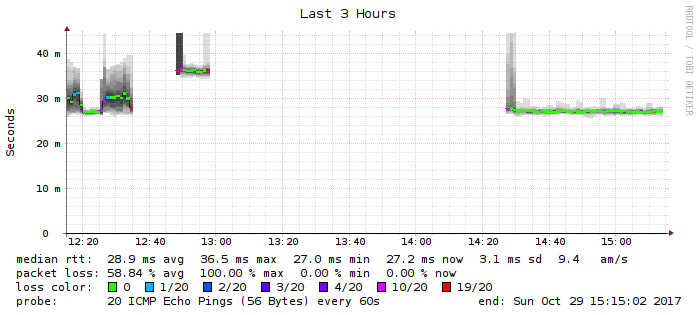 Last 3 Hours
RRDTOOL / TOBI OETIKER
Seconds
40 m
30 m
20 m
10 m
0
12:20 12:40 13:00 13:20 13:40 14:00 14:20 14:40 15:00
median rtt: 28.9 ms avg 36.5 ms max 27.0 ms min 27.2 ms now 3.1 ms sd 9.4 am/s
packet loss: 58.84 % avg 100.00 % max 0.00 % min 0.00 % now
loss color: 0 1/20 2/20 3/20 4/20 10/20 19/20
probe: 20 ICMP Echo Pings (56 Bytes) every 60s end: Sun Oct 29 15:15:02 2017